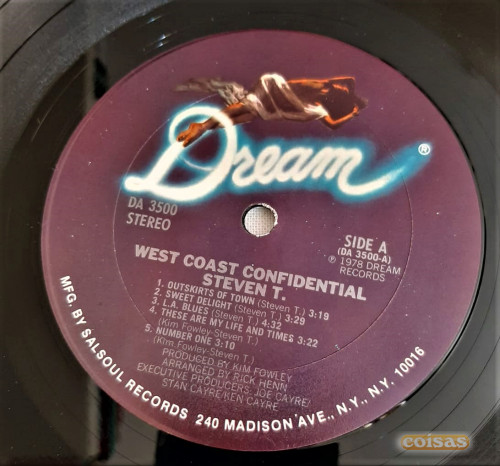 Dream®
DA 3500
STEREO
SIDE A
(DA 3500-A)
℗ 1978 DREAM
RECORDS
WEST COAST CONFIDENTIAL
STEVEN T.
1. OUTSKIRTS OF TOWN (Steven T.) 3:19
2. SWEET DELIGHT (Steven T.) 3:29
3. L.A. BLUES (Steven T.) 4:32
4. THESE ARE MY LIFE AND TIMES 3:22
(Kim Fowley-Steven T.)
5. NUMBER ONE 3:10
(Kim Fowley-Steven T.)
PRODUCED BY KIM FOWLEY
ARRANGED BY RICK HENN
EXECUTIVE PRODUCERS: JOE CAYRE/
STAN CAYRE/KEN CAYRE
MFG. BY SALSOUL RECORDS 240 MADISON AVE., N.Y., N.Y. 10016
coisas